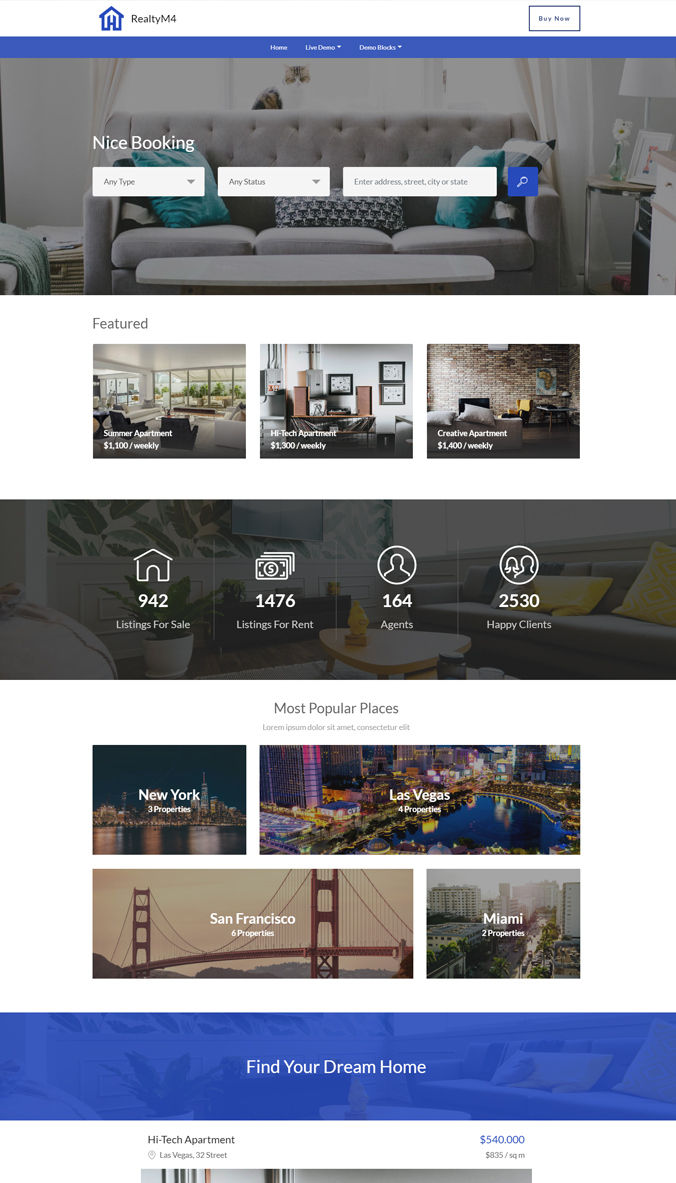 RealtyM4
Buy Now
Home Live Demo Demo Blocks
Nice Booking
Any Type Any Status Enter address, street, city or state
Featured
Summer Apartment
$1,100 / weekly
Hi-Tech Apartment
$1,300 / weekly
Creative Apartment
$1,400 / weekly
942
Listings For Sale
1476
Listings For Rent
164
Agents
2530
Happy Clients
Most Popular Places
Lorem ipsum dolor sit amet, consectetur elit
New York
3 Properties
Las Vegas
4 Properties
San Francisco
6 Properties
Miami
2 Properties
Find Your Dream Home
Hi-Tech Apartment $540.000
Las Vegas, 32 Street $835 / sq m